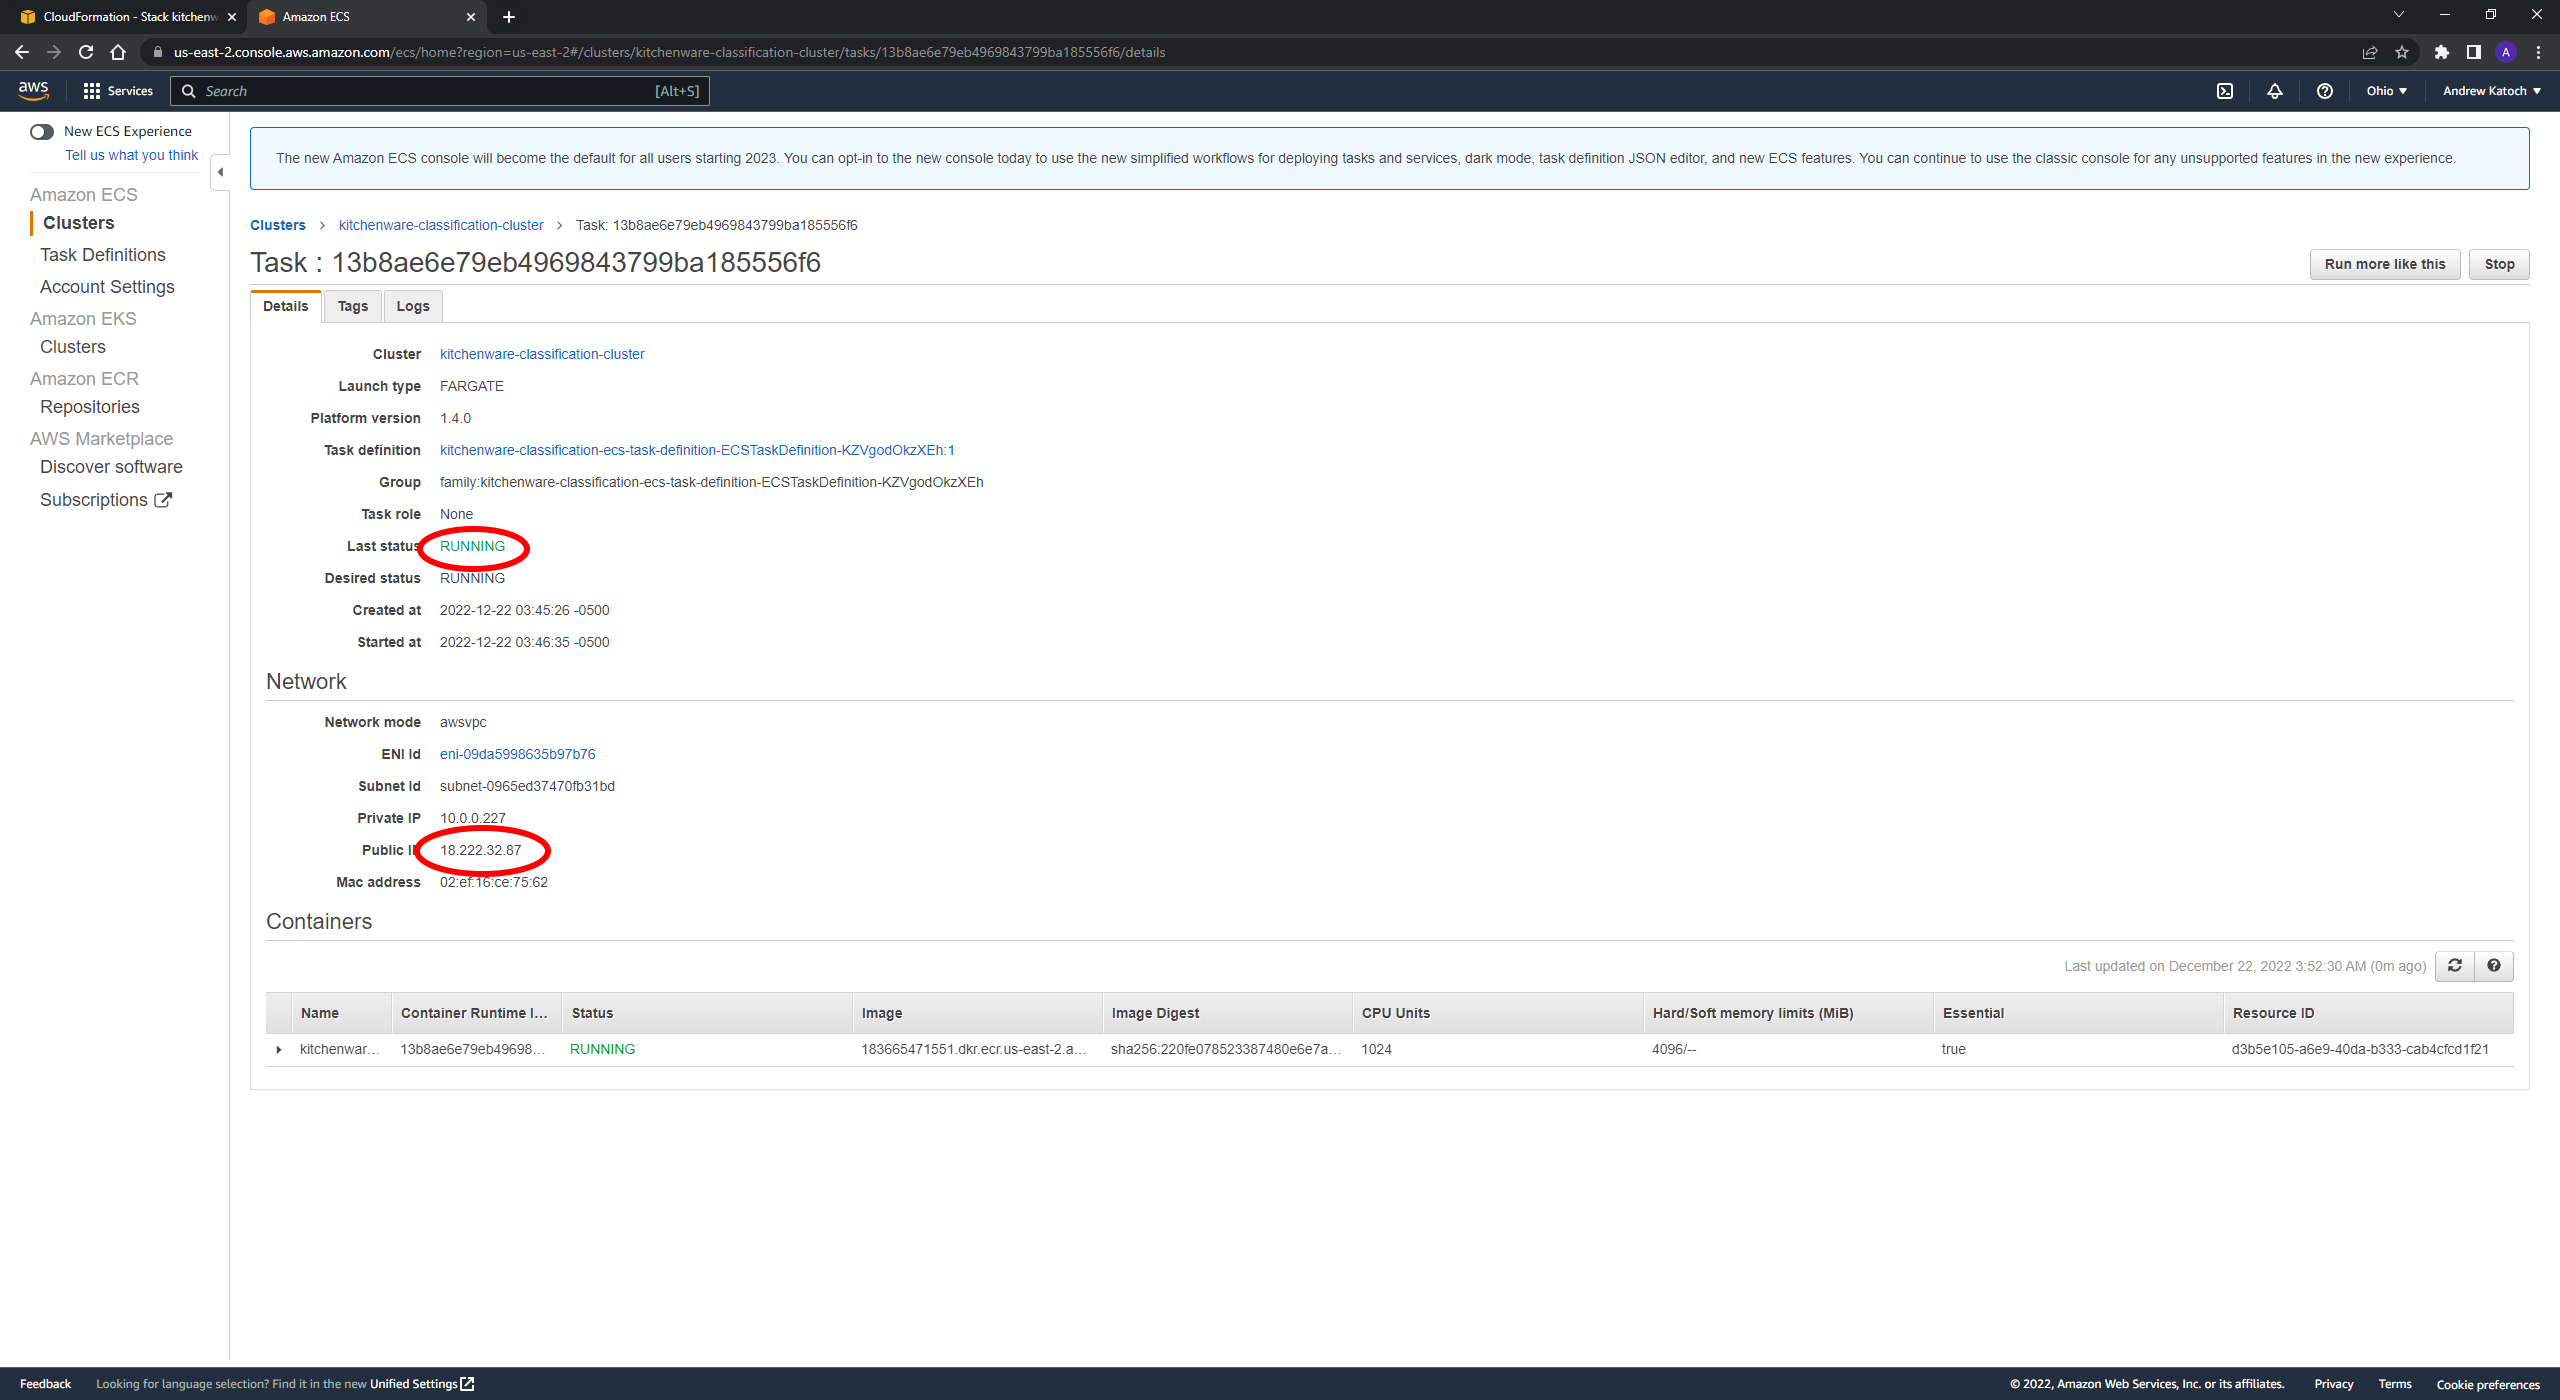 CloudFormation - Stack kitchenw
Amazon ECS
us-east-2.console.aws.amazon.com/ecs/home?region=us-east-2#/clusters/kitchenware-classification-cluster/tasks/13b8ae6e79eb4969843799ba185556f6/details
A
aws
Services
Search
[Alt+S]
Ohio
Andrew Katoch
New ECS Experience
Tell us what you think
Amazon ECS
Clusters
Task Definitions
Account Settings
Amazon EKS
Clusters
Amazon ECR
Repositories
AWS Marketplace
Discover software
Subscriptions
The new Amazon ECS console will become the default for all users starting 2023. You can opt-in to the new console today to use the new simplified workflows for deploying tasks and services, dark mode, task definition JSON editor, and new ECS features. You can continue to use the classic console for any unsupported features in the new experience.
Clusters > kitchenware-classification-cluster > Task: 13b8ae6e79eb4969843799ba185556f6
Task : 13b8ae6e79eb4969843799ba185556f6
Run more like this
Stop
Details
Tags
Logs
Cluster kitchenware-classification-cluster
Launch type FARGATE
Platform version 1.4.0
Task definition kitchenware-classification-ecs-task-definition-ECSTaskDefinition-KZVgodOkzXEh:1
Group family:kitchenware-classification-ecs-task-definition-ECSTaskDefinition-KZVgodOkzXEh
Task role None
Last status RUNNING
Desired status RUNNING
Created at 2022-12-22 03:45:26 -0500
Started at 2022-12-22 03:46:35 -0500
Network
Network mode awsvpc
ENI Id eni-09da5998635b97b76
Subnet Id subnet-0965ed37470fb31bd
Private IP 10.0.0.227
Public I 18.222.32.87
Mac address 02:ef:16:ce:75:62
Containers
Last updated on December 22, 2022 3:52:30 AM (0m ago)
Name Container Runtime I... Status Image Image Digest CPU Units Hard/Soft memory limits (MiB) Essential Resource ID
kitchenwar... 13b8ae6e79eb49698... RUNNING 183665471551.dkr.ecr.us-east-2.a... sha256:220fe078523387480e6e7a... 1024 4096/-- true d3b5e105-a6e9-40da-b333-cab4cfcd1f21
Feedback
Looking for language selection? Find it in the new Unified Settings
© 2022, Amazon Web Services, Inc. or its affiliates.
Privacy
Terms
Cookie preferences